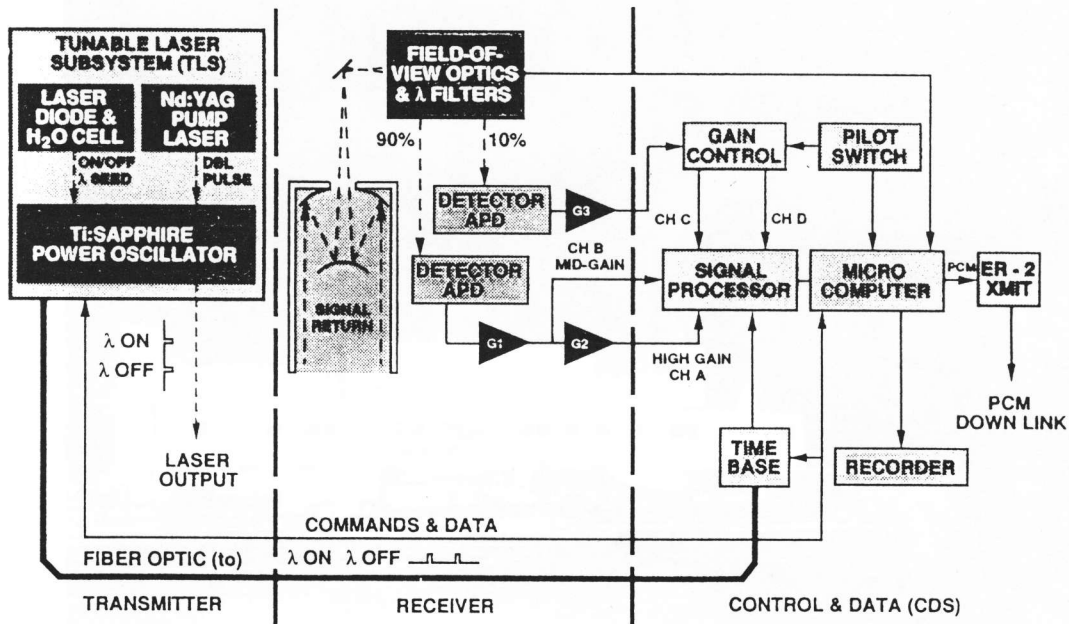 TUNABLE LASER
SUBSYSTEM (TLS)
LASER
DIODE &
H₂O CELL
Nd:YAG
PUMP
LASER
ON/OFF
λ SEED
DBL
PULSE
Ti:SAPPHIRE
POWER OSCILLATOR
λ ON
λ OFF
LASER
OUTPUT
FIELD-OF-
VIEW OPTICS
& λ FILTERS
90%
10%
DETECTOR
APD
G3
DETECTOR
APD
SIGNAL
RETURN
G1
G2
CH B
MID-GAIN
HIGH GAIN
CH A
GAIN
CONTROL
PILOT
SWITCH
CH C
CH D
SIGNAL
PROCESSOR
MICRO
COMPUTER
PCM
ER - 2
XMIT
PCM
DOWN LINK
TIME
BASE
RECORDER
COMMANDS & DATA
FIBER OPTIC (to)
λ ON λ OFF
TRANSMITTER
RECEIVER
CONTROL & DATA (CDS)